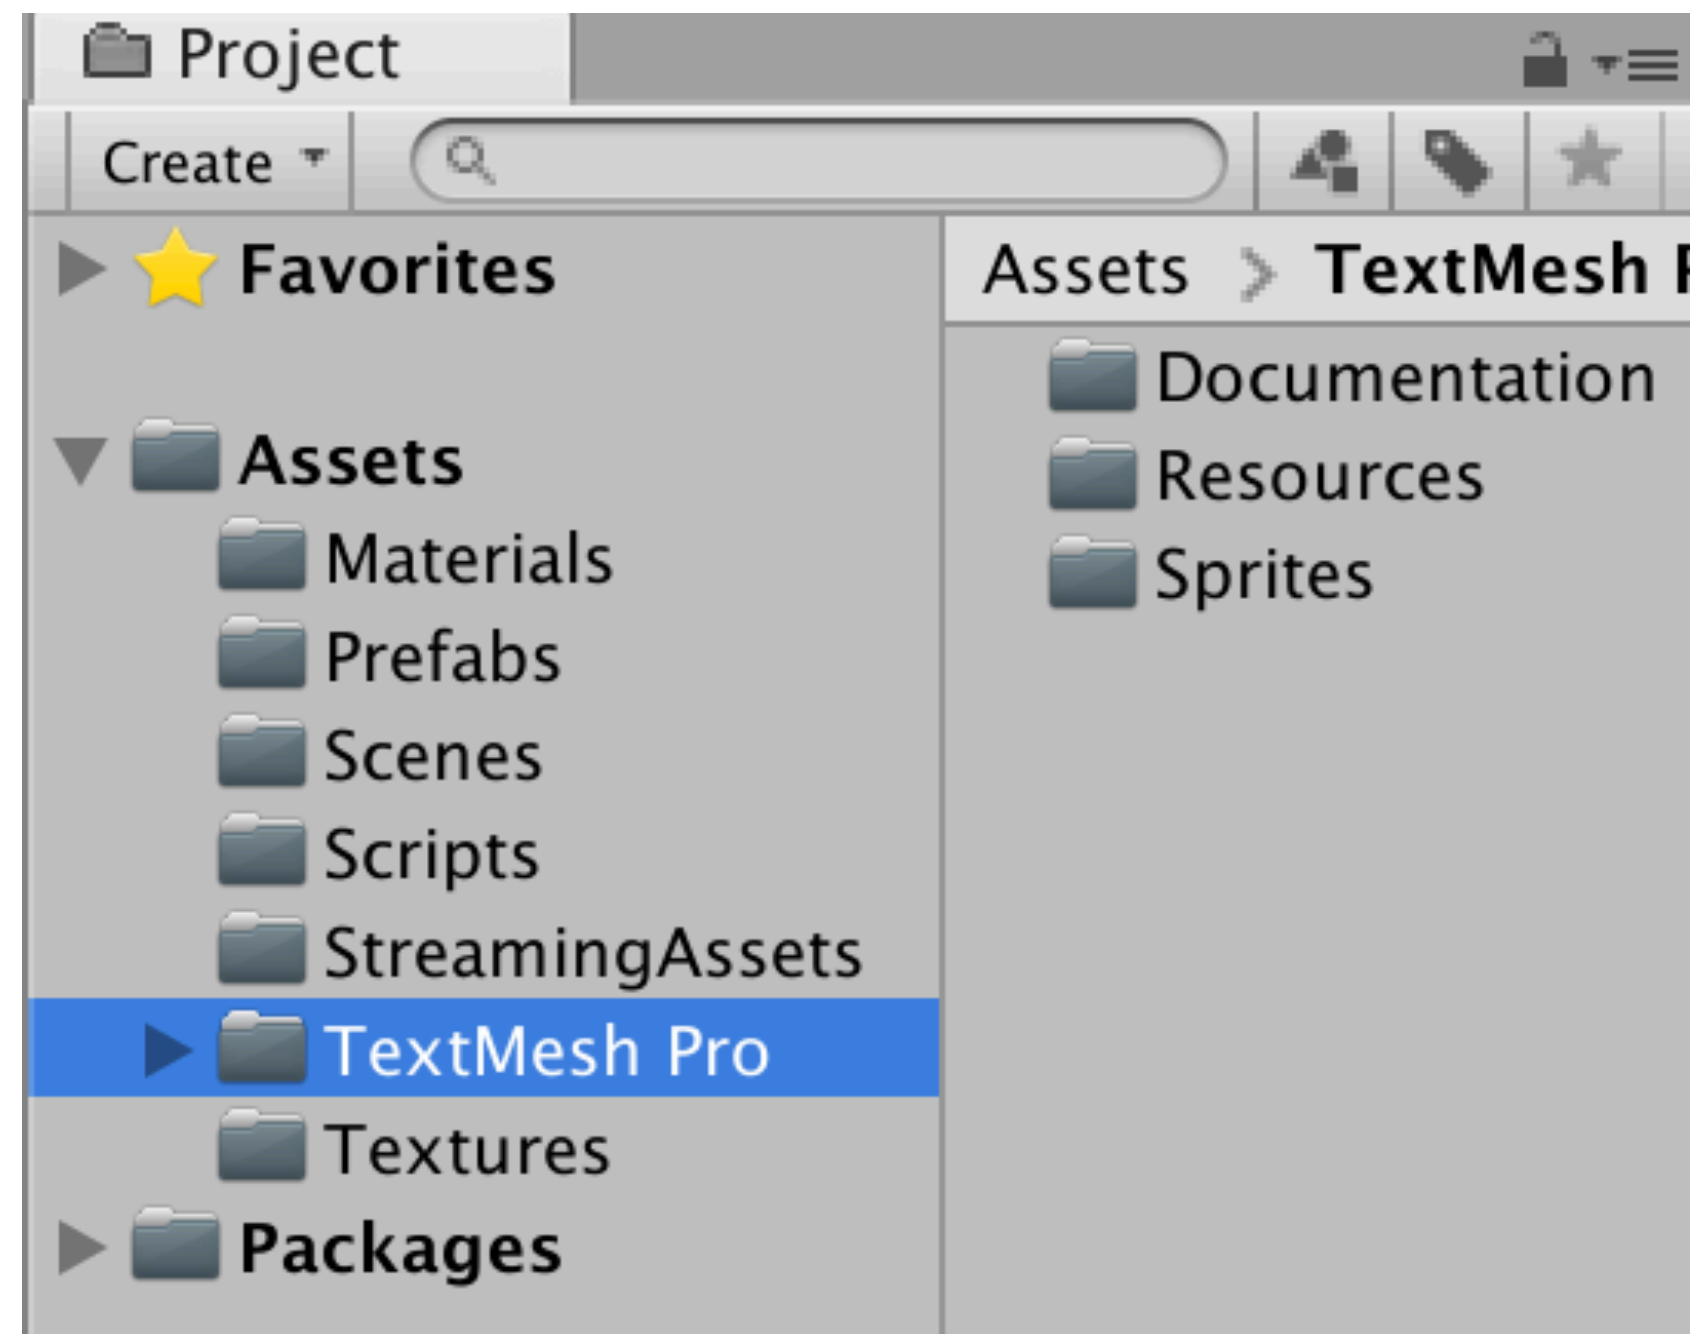 Project
Create
Favorites
Assets
Materials
Prefabs
Scenes
Scripts
StreamingAssets
TextMesh Pro
Textures
Packages
Assets > TextMesh
Documentation
Resources
Sprites